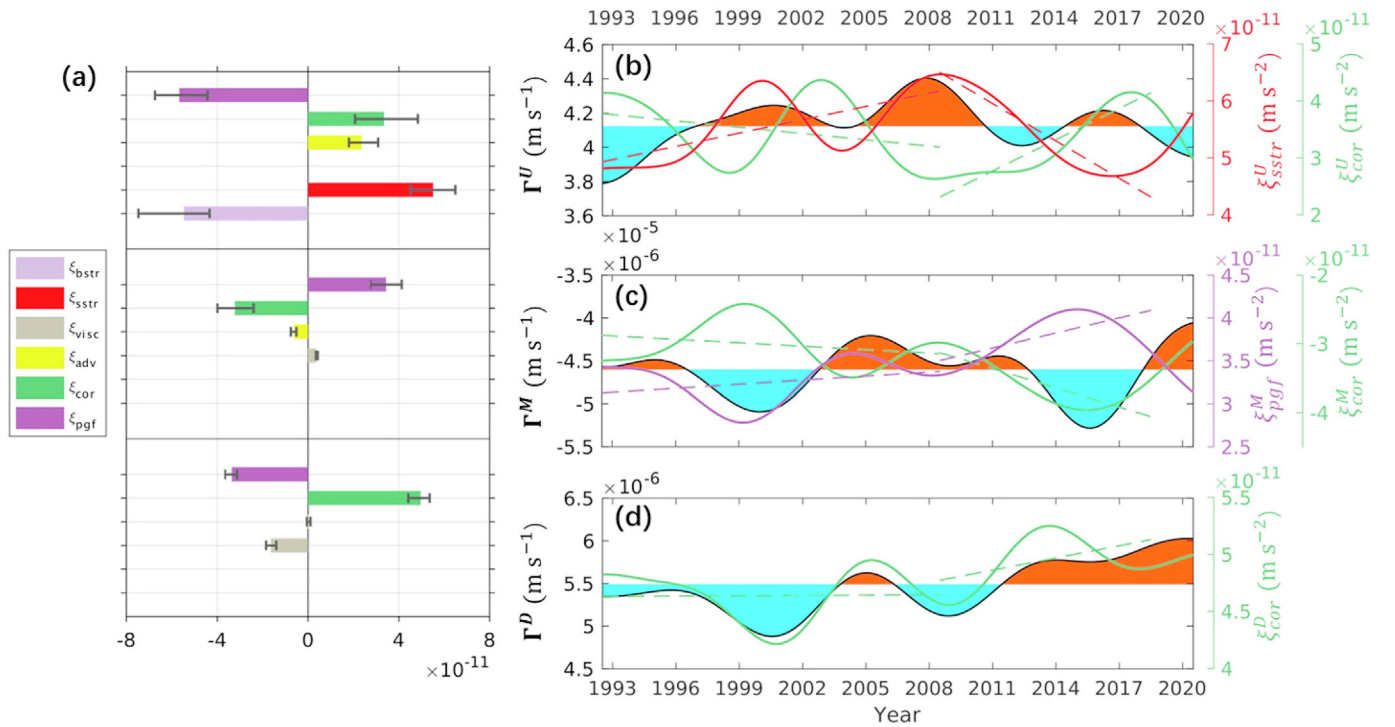 (a)
ξbstr
ξsstr
ξvisc
ξadv
ξcor
ξpgf
-8 -4 0 4 8
×10-11
1993 1996 1999 2002 2005 2008 2011 2014 2017 2020
×10-11
×10-11
(b)
4.6
4.4
4.2
4
3.8
3.6
×10−5
ΓU (m s−1)
7
6
5
4
ξUsstr (m s−2)
5
4
3
2
ξUcor (m s−2)
×10−6
×10-11
×10-11
(c)
-3.5
-4
-4.5
-5
-5.5
ΓM (m s−1)
4.5
4
3.5
3
2.5
ξMpgf (m s−2)
-2
-3
-4
ξMcor (m s−2)
×10−6
×10-11
(d)
6.5
6
5.5
5
4.5
ΓD (m s−1)
5.5
5
4.5
4
ξDcor (m s−2)
1993 1996 1999 2002 2005 2008 2011 2014 2017 2020
Year